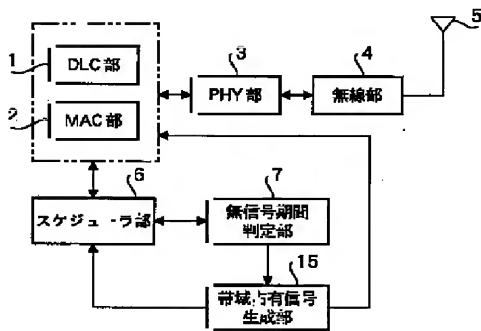 1
DLC部
2
MAC部
3
PHY部
4
無線部
5
6
スケジューラ部
7
無信号期間
判定部
15
帯域占有信号
生成部